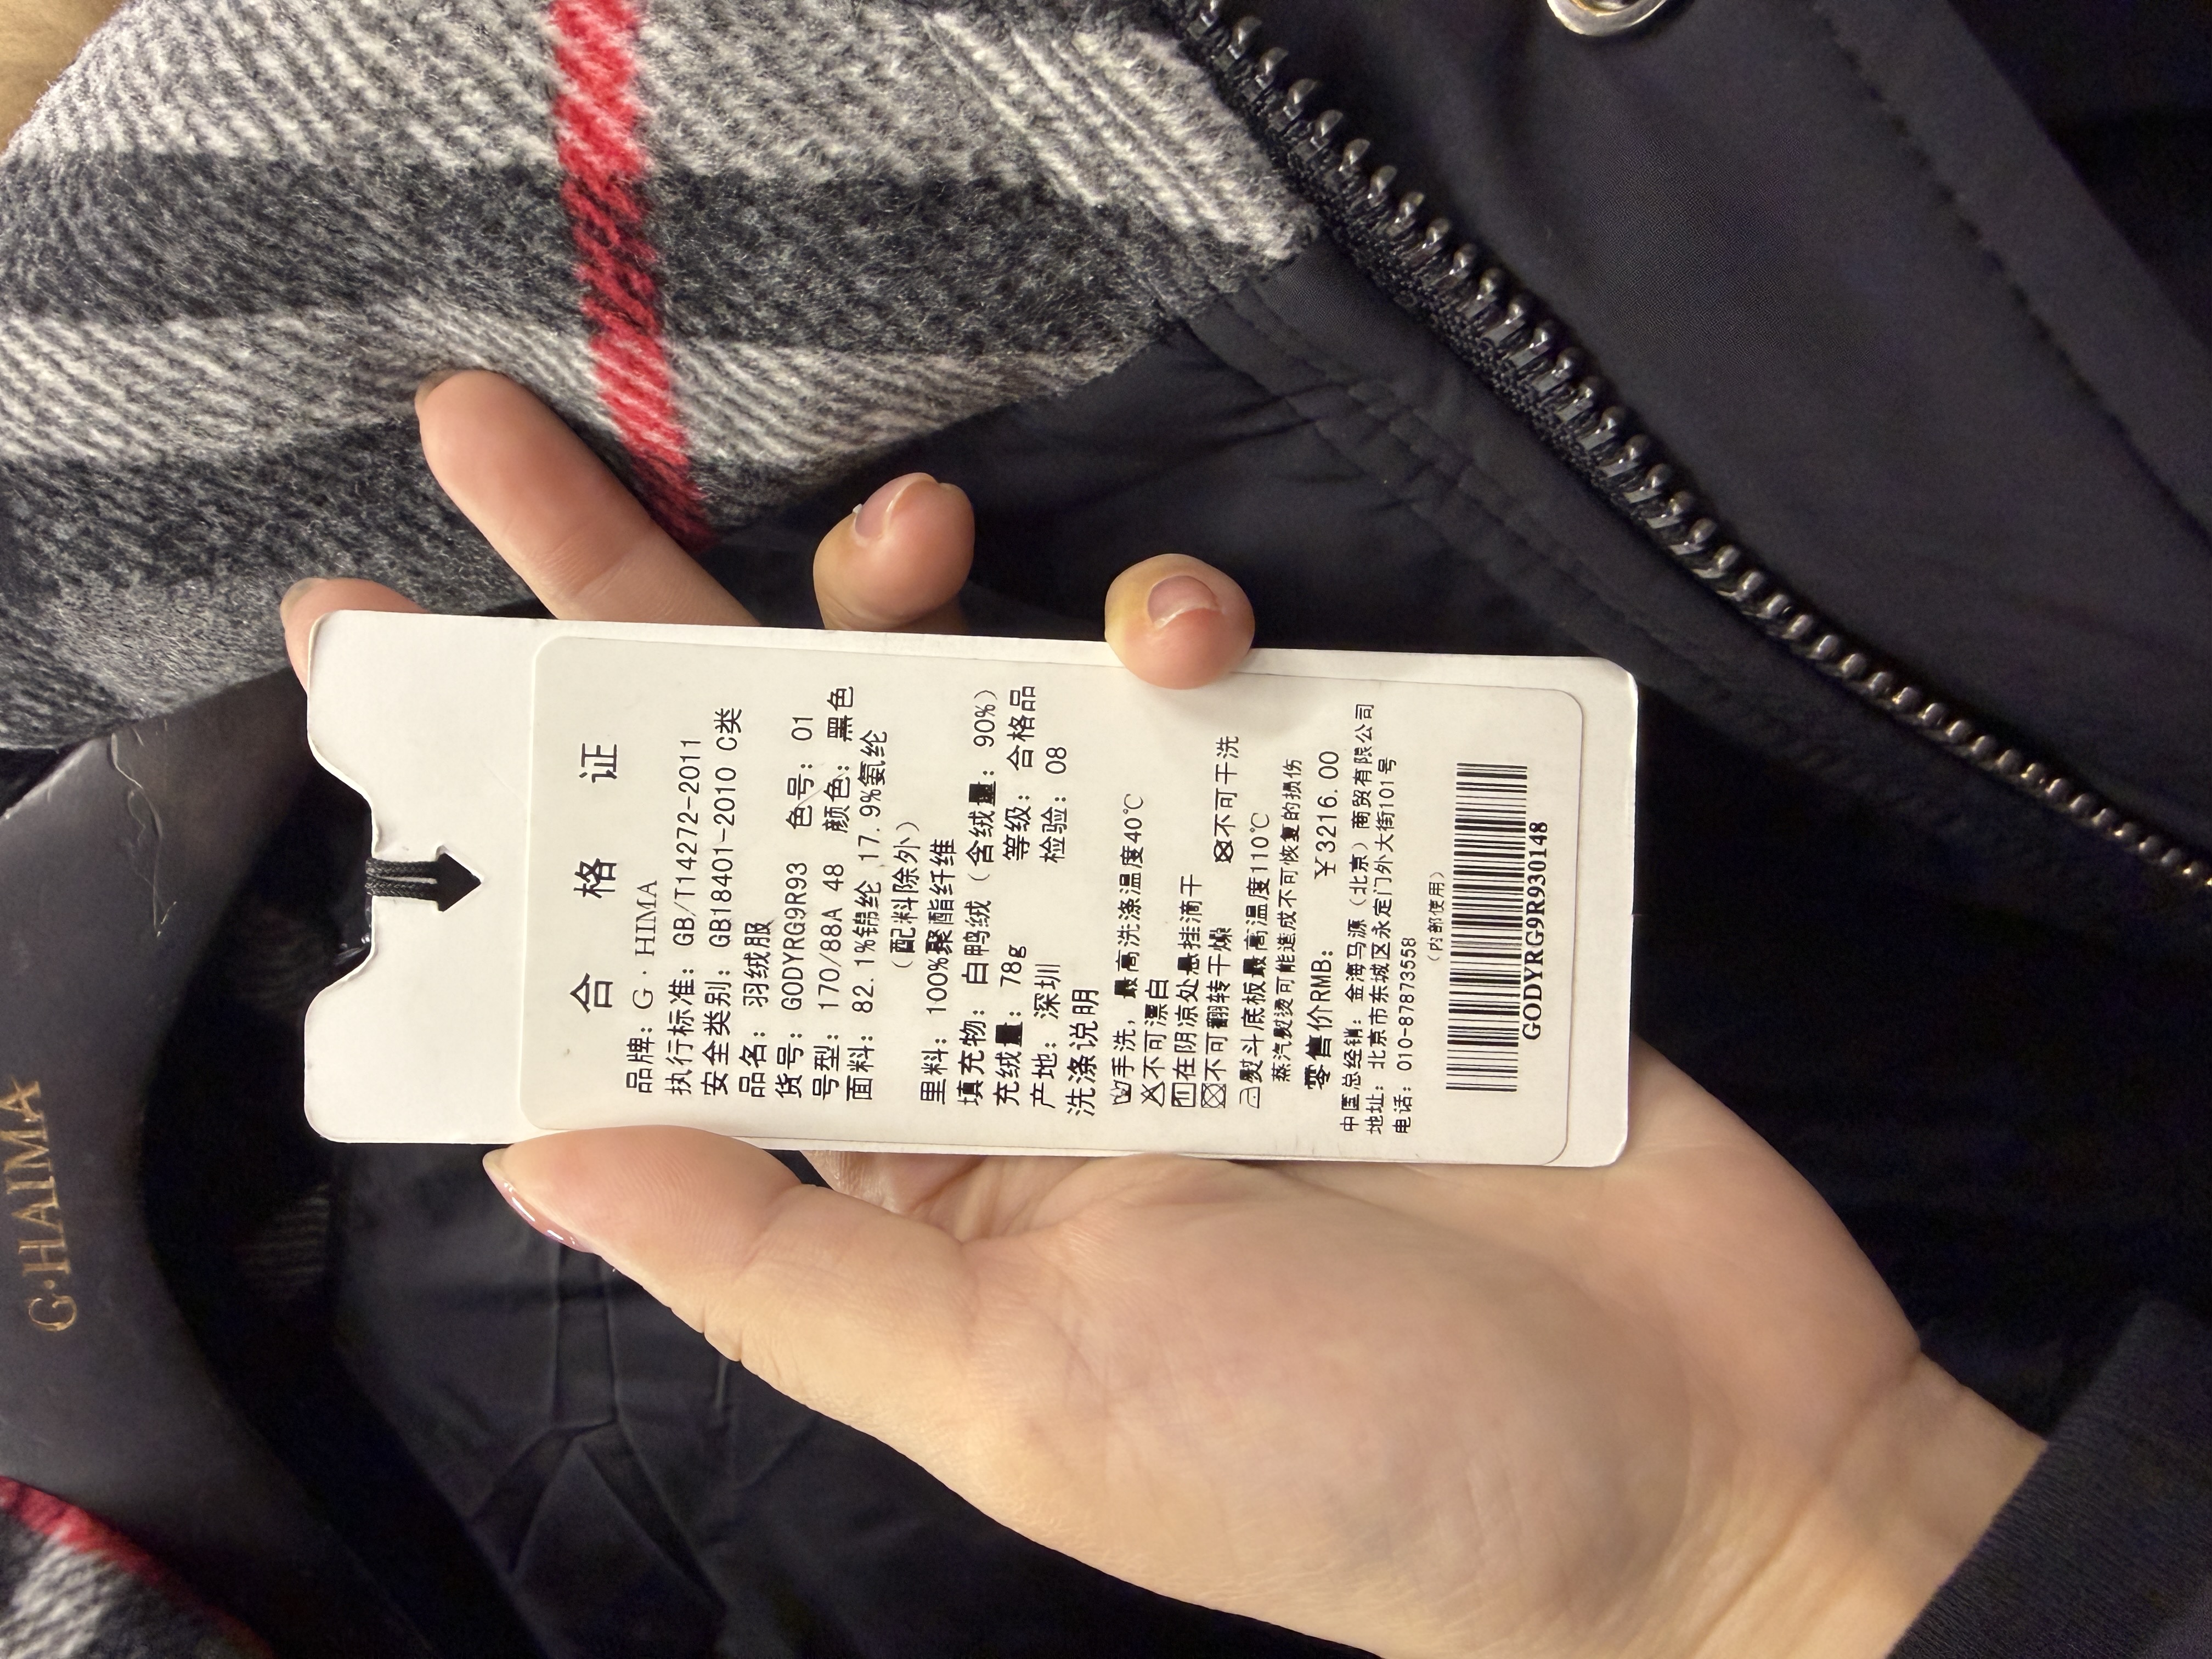 合 格 证
品牌: G·HIMA
执行标准: GB/T14272-2011
安全类别: GB18401-2010 C类
品名: 羽绒服
货号: GODYRG9R93 色号: 01
号型: 170/88A 48 颜色: 黑色
面料: 82.1%锦纶 17.9%氨纶
(配料除外)
里料: 100%聚酯纤维
填充物: 白鸭绒(含绒量: 90%)
充绒量: 78g 等级: 合格品
产地: 深圳 检验: 08
洗涤说明
手洗, 最高洗涤温度40℃
不可漂白
在阴凉处悬挂滴干
不可翻转干燥 不可干洗
熨斗底板最高温度110℃
蒸汽熨烫可能造成不可恢复的损伤
零售价RMB: ¥3216.00
中国总经销: 金海马源(北京)商贸有限公司
地址: 北京市东城区永定门外大街101号
电话: 010-87873558
(内部使用)
GODYRG9R930148
G·HAIMA